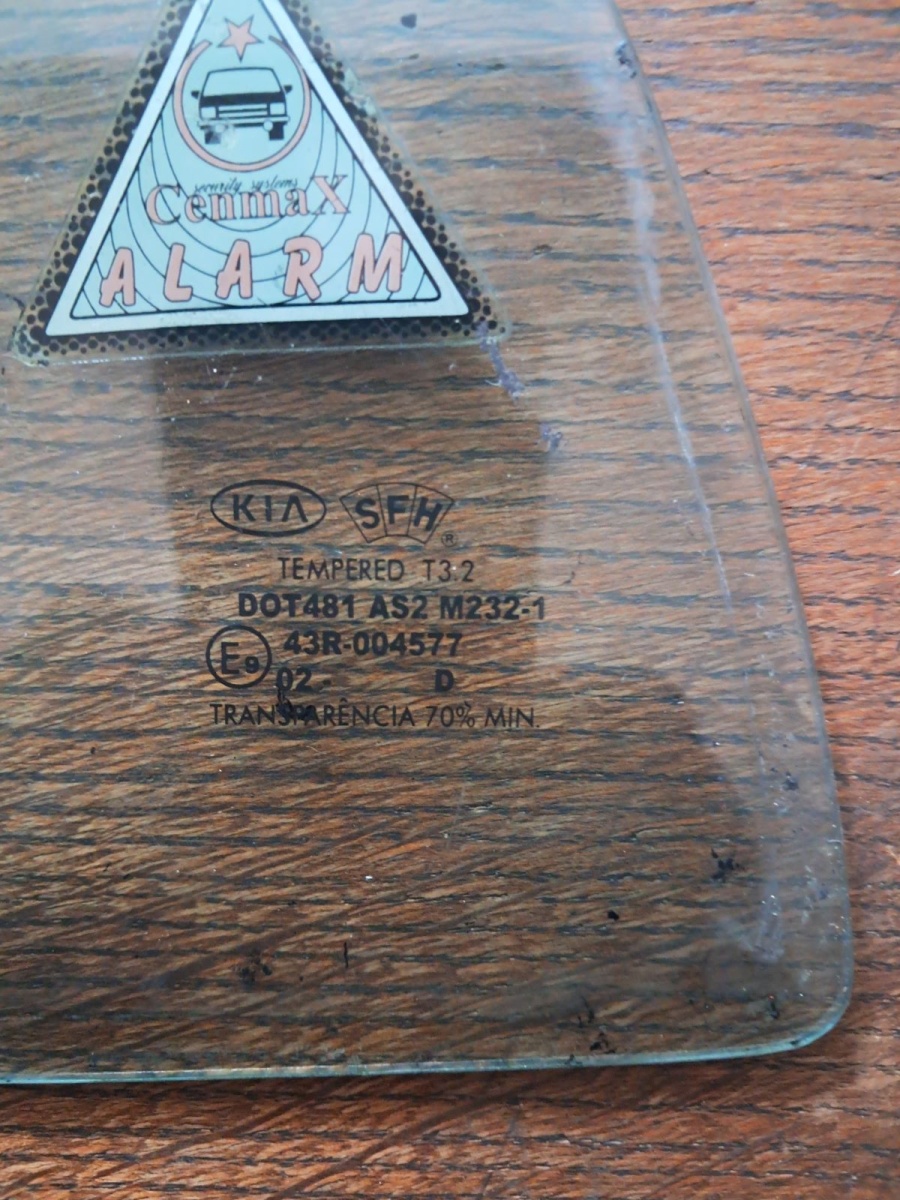 security systems
CenmaX
ALARM
KIA SFH ®
TEMPERED T3.2
DOT481 AS2 M232-1
E9 43R-004577
02 - D
TRANSPARÊNCIA 70% MIN.